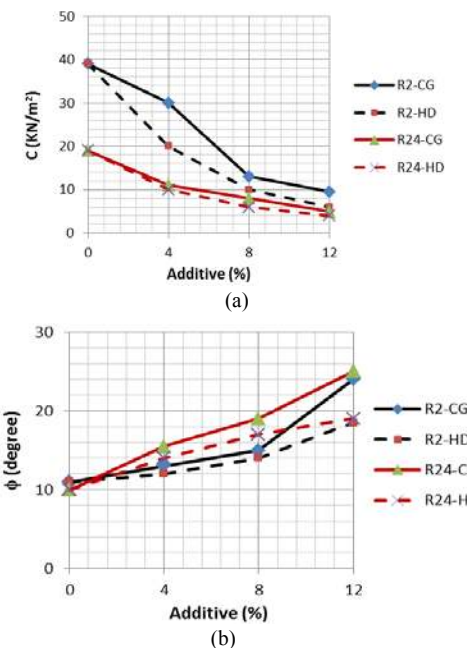 50
40
30
20
10
0
C (KN/m²)
0 4 8 12
Additive (%)
R2-CG
R2-HD
R24-CG
R24-HD
(a)
30
20
10
0
ϕ (degree)
0 4 8 12
Additive (%)
R2-CG
R2-HD
R24-C
R24-H
(b)